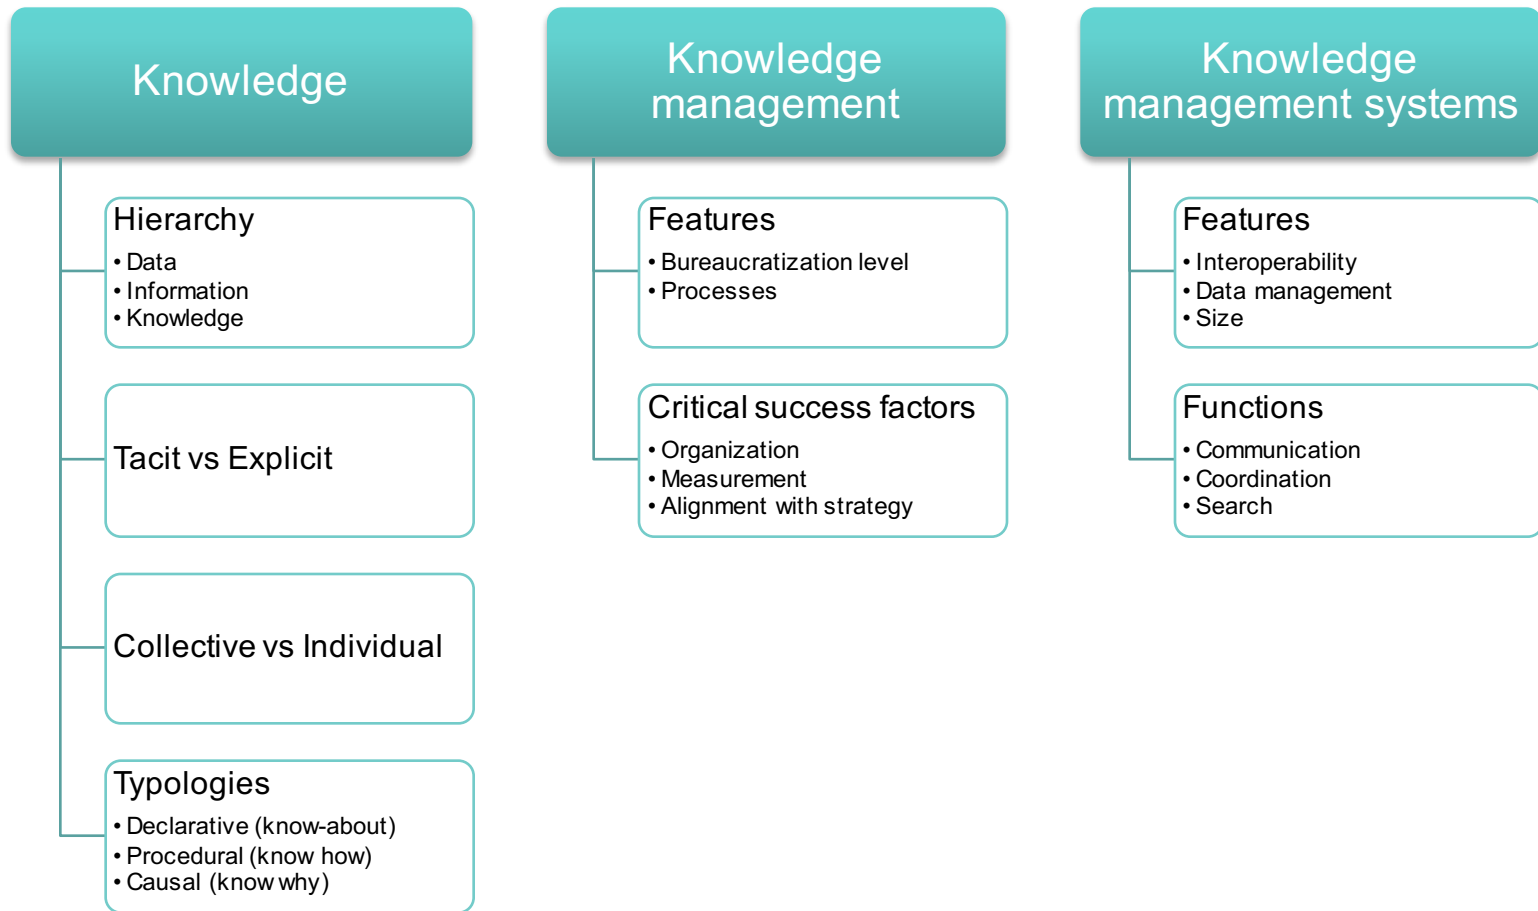 Knowledge
Hierarchy
• Data
• Information
• Knowledge
Tacit vs Explicit
Collective vs Individual
Typologies
• Declarative (know-about)
• Procedural (know how)
• Causal (know why)
Knowledge
management
Features
• Bureaucratization level
• Processes
Critical success factors
• Organization
• Measurement
• Alignment with strategy
Knowledge
management systems
Features
• Interoperability
• Data management
• Size
Functions
• Communication
• Coordination
• Search